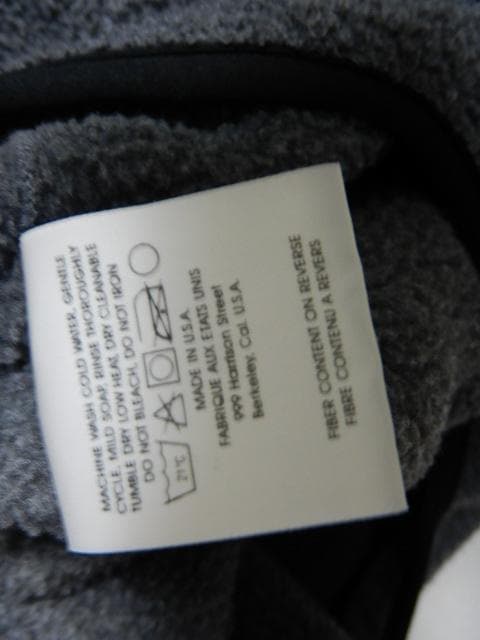 MACHINE WASH COLD WATER, GENTLE
CYCLE, MILD SOAP, RINSE THOROUGHLY
TUMBLE DRY LOW HEAT, DRY CLEANABLE
DO NOT BLEACH, DO NOT IRON
21°C
MADE IN U.S.A.
FABRIQUE AUX ETATS UNIS
999 Harrison Street
Berkeley, Cal. U.S.A.
FIBER CONTENT ON REVERSE
FIBRE CONTENU A REVERS